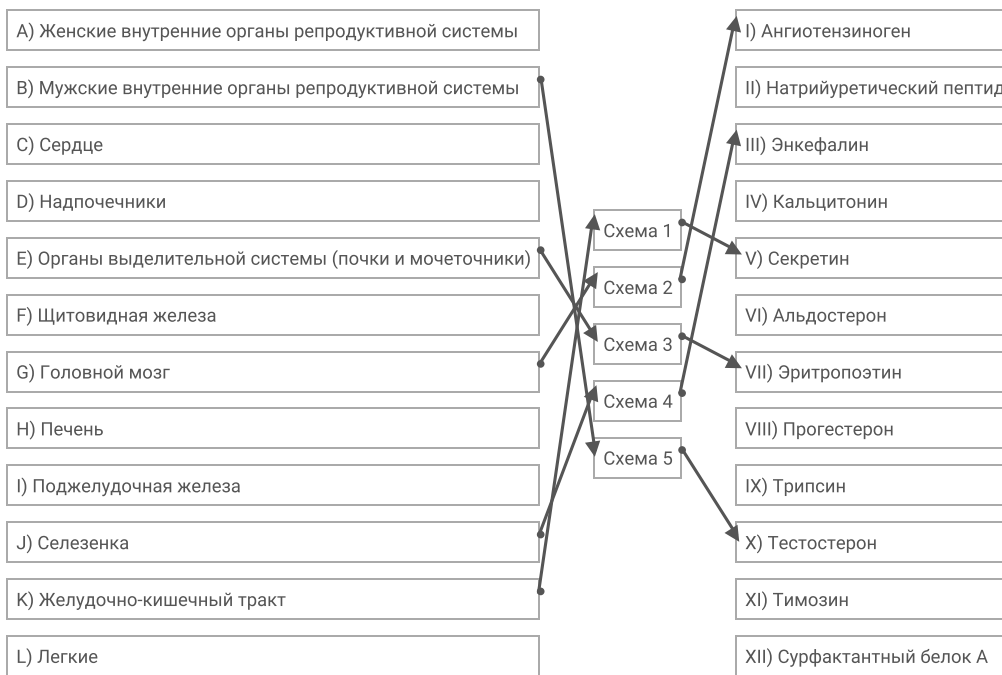 A) Женские внутренние органы репродуктивной системы
B) Мужские внутренние органы репродуктивной системы
C) Сердце
D) Надпочечники
E) Органы выделительной системы (почки и мочеточники)
F) Щитовидная железа
G) Головной мозг
H) Печень
I) Поджелудочная железа
J) Селезенка
K) Желудочно-кишечный тракт
L) Легкие
Схема 1
Схема 2
Схема 3
Схема 4
Схема 5
I) Ангиотензиноген
II) Натрийуретический пептид
III) Энкефалин
IV) Кальцитонин
V) Секретин
VI) Альдостерон
VII) Эритропоэтин
VIII) Прогестерон
IX) Трипсин
X) Тестостерон
XI) Тимозин
XII) Сурфактантный белок А